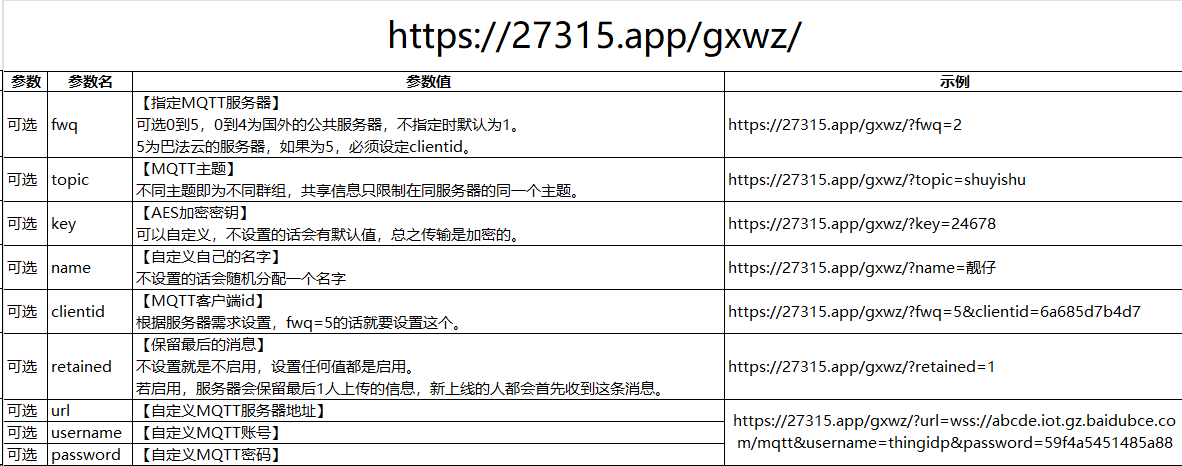 https://27315.app/gxwz/
参数 参数名 参数值 示例
可选 fwq 【指定MQTT服务器】
可选0到5，0到4为国外的公共服务器，不指定时默认为1。
5为巴法云的服务器，如果为5，必须设定clientid。
https://27315.app/gxwz/?fwq=2
可选 topic 【MQTT主题】
不同主题即为不同群组，共享信息只限制在同服务器的同一个主题。
https://27315.app/gxwz/?topic=shuyishu
可选 key 【AES加密密钥】
可以自定义，不设置的话会有默认值，总之传输是加密的。
https://27315.app/gxwz/?key=24678
可选 name 【自定义自己的名字】
不设置的话会随机分配一个名字
https://27315.app/gxwz/?name=靓仔
可选 clientid 【MQTT客户端id】
根据服务器需求设置，fwq=5的话就要设置这个。
https://27315.app/gxwz/?fwq=5&clientid=6a685d7b4d7
可选 retained 【保留最后的消息】
不设置就是不启用，设置任何值都是启用。
若启用，服务器会保留最后1人上传的信息，新上线的人都会首先收到这条消息。
https://27315.app/gxwz/?retained=1
可选 url 【自定义MQTT服务器地址】
可选 username 【自定义MQTT账号】
可选 password 【自定义MQTT密码】
https://27315.app/gxwz/?url=wss://abcde.iot.gz.baidubce.co
m/mqtt&username=thingidp&password=59f4a5451485a88